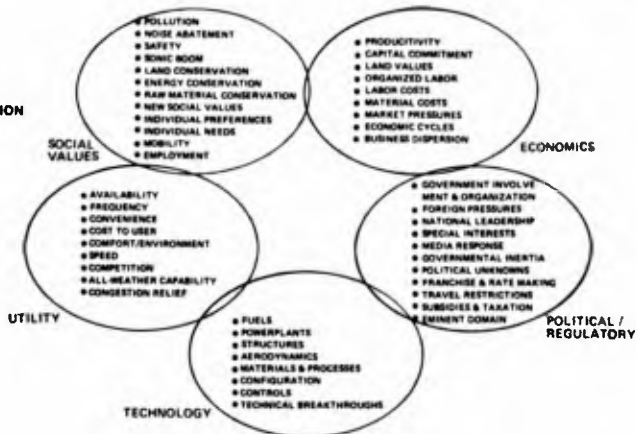 • POLLUTION
• NOISE ABATEMENT
• SAFETY
• SONIC BOOM
• LAND CONSERVATION
• ENERGY CONSERVATION
• RAW MATERIAL CONSERVATION
• NEW SOCIAL VALUES
• INDIVIDUAL PREFERENCES
• INDIVIDUAL NEEDS
• MOBILITY
• EMPLOYMENT
ION
SOCIAL
VALUES
• PRODUCITIVITY
• CAPITAL COMMITMENT
• LAND VALUES
• ORGANIZED LABOR
• LABOR COSTS
• MATERIAL COSTS
• MARKET PRESSURES
• ECONOMIC CYCLES
• BUSINESS DISPERSION
ECONOMICS
• AVAILABILITY
• FREQUENCY
• CONVENIENCE
• COST TO USER
• COMFORT/ENVIRONMENT
• SPEED
• COMPETITION
• ALL-WEATHER CAPABILITY
• CONGESTION RELIEF
UTILITY
• GOVERNMENT INVOLVE
MENT & ORGANIZATION
• FOREIGN PRESSURES
• NATIONAL LEADERSHIP
• SPECIAL INTERESTS
• MEDIA RESPONSE
• GOVERNMENTAL INERTIA
• POLITICAL UNKNOWNS
• FRANCHISE & RATE MAKING
• TRAVEL RESTRICTIONS
• SUBSIDIES & TAXATION
• EMINENT DOMAIN
POLITICAL /
REGULATORY
• FUELS
• POWERPLANTS
• STRUCTURES
• AERODYNAMICS
• MATERIALS & PROCESSES
• CONFIGURATION
• CONTROLS
• TECHNICAL BREAKTHROUGHS
TECHNOLOGY